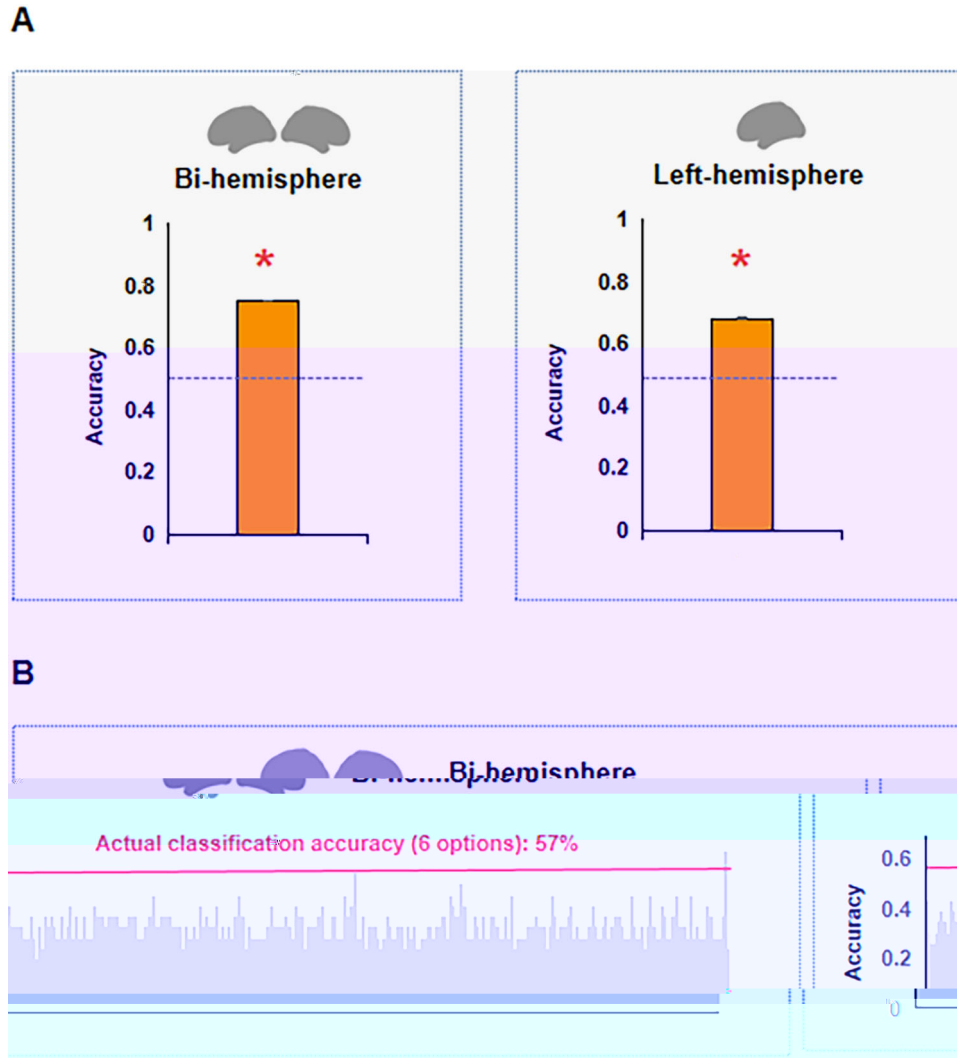 A
Bi-hemisphere
1
0.8
0.6
0.4
0.2
0
Accuracy
*
Left-hemisphere
1
0.8
0.6
0.4
0.2
0
Accuracy
*
B
Bi-hemisphere
Actual classification accuracy (6 options): 57%
0.6
0.4
0.2
0
Accuracy